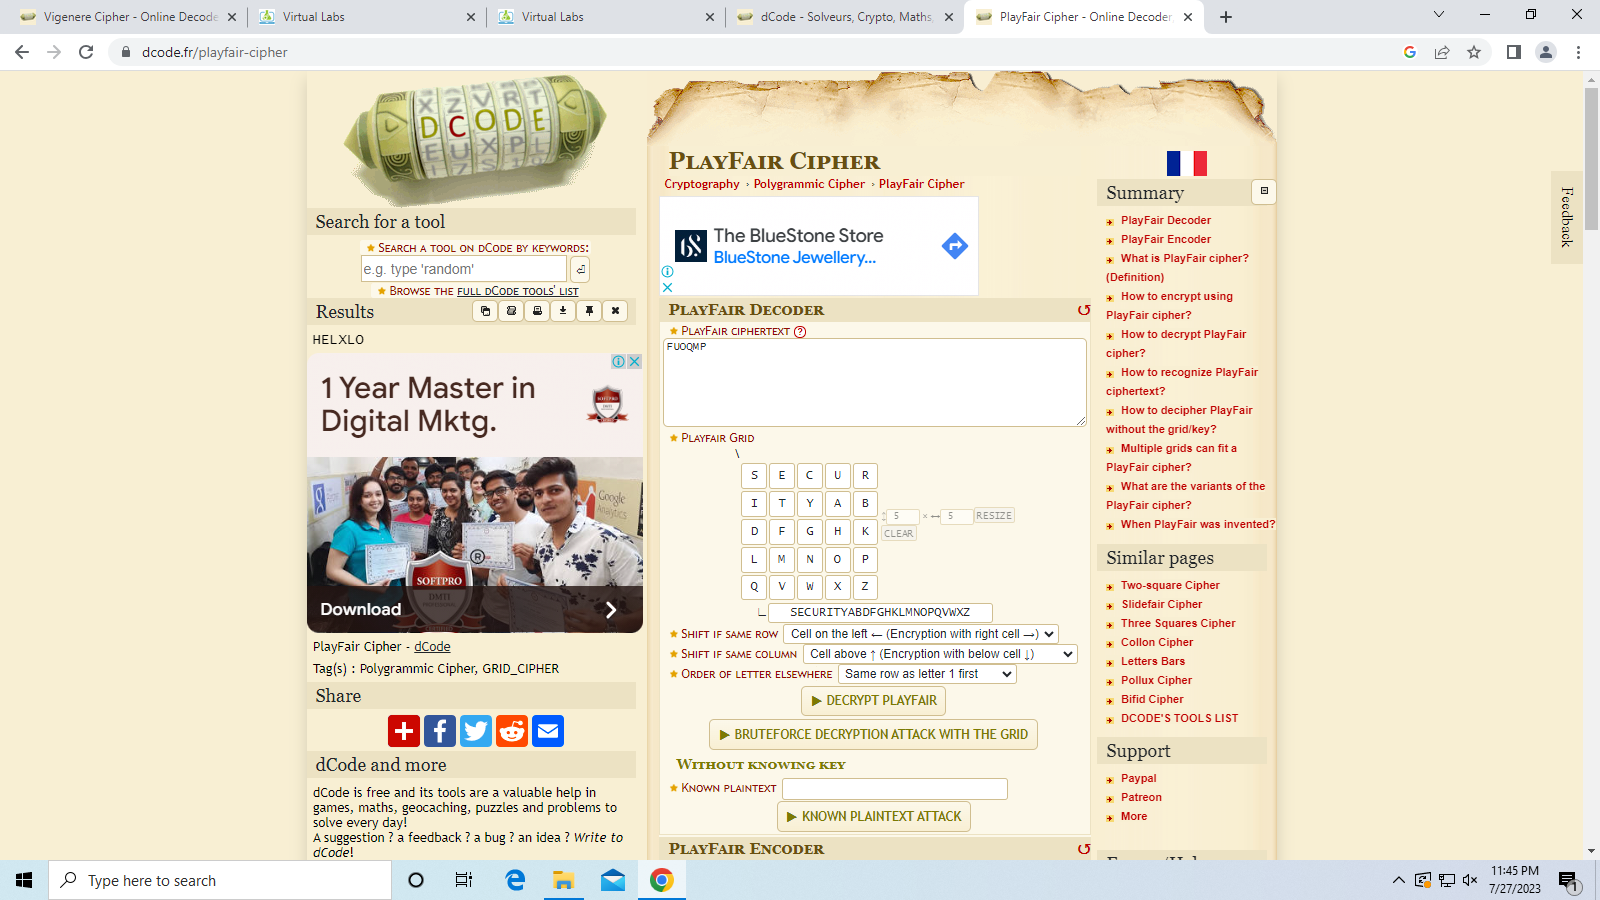 Vigenere Cipher - Online Decode
Virtual Labs
Virtual Labs
dCode - Solveurs, Crypto, Maths,
PlayFair Cipher - Online Decoder,
dcode.fr/playfair-cipher
DCODE
Search for a tool
★ Search a tool on dCode by keywords:
e.g. type 'random'
★ Browse the full dCode tools' list
Results
HELXLO
1 Year Master in
Digital Mktg.
SOFTPRO
Google
Analytics
SOFTPRO
DMTI
®
Download
PlayFair Cipher - dCode
Tag(s) : Polygrammic Cipher, GRID_CIPHER
Share
dCode and more
dCode is free and its tools are a valuable help in
games, maths, geocaching, puzzles and problems to
solve every day!
A suggestion ? a feedback ? a bug ? an idea ? Write to
dCode!
PlayFair Cipher
Cryptography › Polygrammic Cipher › PlayFair Cipher
The BlueStone Store
BlueStone Jewellery...
PlayFair Decoder
★ PlayFair ciphertext ?
FUOQMP
★ Playfair Grid
\
S E C U R
I T Y A B
D F G H K
L M N O P
Q V W X Z
↕ 5 × ↔ 5 RESIZE
CLEAR
SECURITYABDFGHKLMNOPQVWXZ
★ Shift if same row Cell on the left ← (Encryption with right cell →)
★ Shift if same column Cell above ↑ (Encryption with below cell ↓)
★ Order of letter elsewhere Same row as letter 1 first
▶ DECRYPT PLAYFAIR
▶ BRUTEFORCE DECRYPTION ATTACK WITH THE GRID
Without knowing key
★ Known plaintext
▶ KNOWN PLAINTEXT ATTACK
PlayFair Encoder
Summary
PlayFair Decoder
PlayFair Encoder
What is PlayFair cipher?
(Definition)
How to encrypt using
PlayFair cipher?
How to decrypt PlayFair
cipher?
How to recognize PlayFair
ciphertext?
How to decipher PlayFair
without the grid/key?
Multiple grids can fit a
PlayFair cipher?
What are the variants of the
PlayFair cipher?
When PlayFair was invented?
Similar pages
Two-square Cipher
Slidefair Cipher
Three Squares Cipher
Collon Cipher
Letters Bars
Pollux Cipher
Bifid Cipher
DCODE'S TOOLS LIST
Support
Paypal
Patreon
More
Feedback
Type here to search
11:45 PM
7/27/2023
1